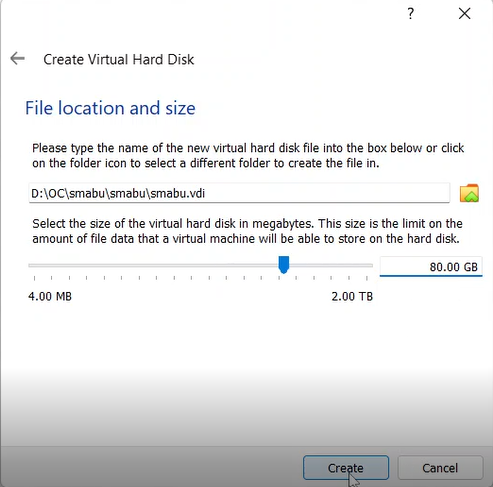 ?
Create Virtual Hard Disk
File location and size
Please type the name of the new virtual hard disk file into the box below or click
on the folder icon to select a different folder to create the file in.
D:\OC\smabu\smabu\smabu.vdi
Select the size of the virtual hard disk in megabytes. This size is the limit on the
amount of file data that a virtual machine will be able to store on the hard disk.
80.00 GB
4.00 MB 2.00 TB
Create Cancel